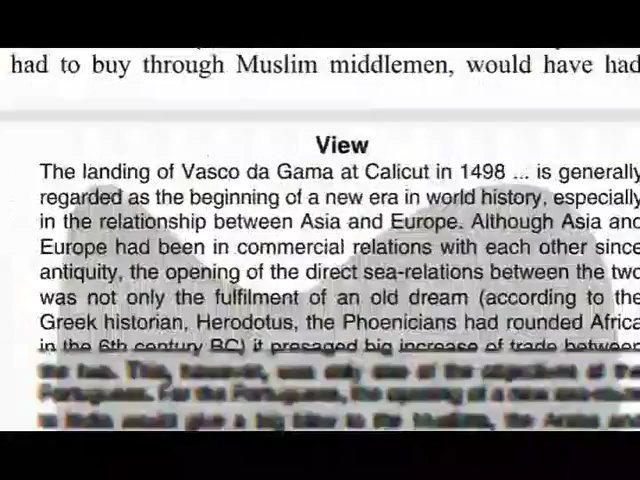 had to buy through Muslim middlemen, would have had
View
The landing of Vasco da Gama at Calicut in 1498 ... is generally
regarded as the beginning of a new era in world history, especially
in the relationship between Asia and Europe. Although Asia and
Europe had been in commercial relations with each other since
antiquity, the opening of the direct sea-relations between the two
was not only the fulfilment of an old dream (according to the
Greek historian, Herodotus, the Phoenicians had rounded Africa
in the 6th century BC) it presaged big increase of trade between